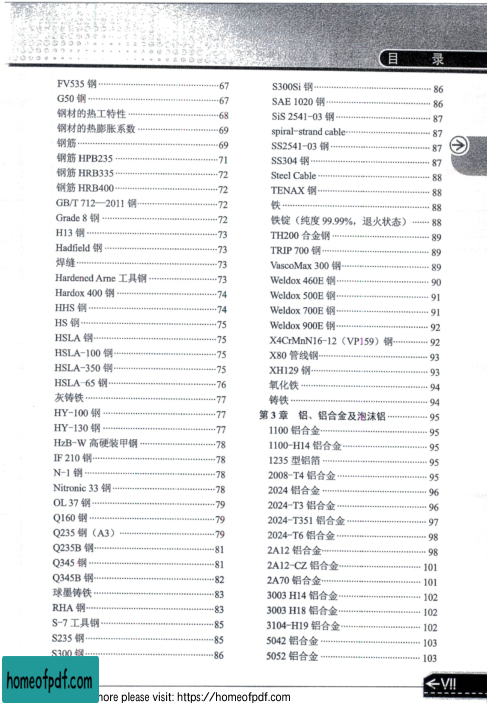 目 录
FV535 钢 67
G50 钢 67
钢材的热工特性 68
钢材的热膨胀系数 69
钢筋 69
钢筋 HPB235 71
钢筋 HRB335 72
钢筋 HRB400 72
GB/T 712—2011 钢 72
Grade 8 钢 72
H13 钢 73
Hadfield 钢 73
焊缝 73
Hardened Arne 工具钢 73
Hardox 400 钢 74
HHS 钢 74
HS 钢 75
HSLA 钢 75
HSLA-100 钢 75
HSLA-350 钢 75
HSLA-65 钢 76
灰铸铁 77
HY-100 钢 77
HY-130 钢 77
HzB-W 高硬装甲钢 78
IF 210 钢 78
N-1 钢 78
Nitronic 33 钢 78
OL 37 钢 79
Q160 钢 79
Q235 钢（A3） 79
Q235B 钢 81
Q345 钢 81
Q345B 钢 82
球墨铸铁 83
RHA 钢 83
S-7 工具钢 85
S235 钢 85
S300 钢 86
S300Si 钢 86
SAE 1020 钢 86
SiS 2541-03 钢 87
spiral-strand cable 87
SS2541-03 钢 87
SS304 钢 87
Steel Cable 88
TENAX 钢 88
铁 88
铁锭（纯度 99.99%，退火状态） 88
TH200 合金钢 89
TRIP 700 钢 89
VascoMax 300 钢 89
Weldox 460E 钢 90
Weldox 500E 钢 91
Weldox 700E 钢 91
Weldox 900E 钢 92
X4CrMnN16-12（VP159）钢 92
X80 管线钢 93
XH129 钢 93
氧化铁 94
铸铁 94
第 3 章 铝、铝合金及泡沫铝 95
1100 铝合金 95
1100-H14 铝合金 95
1235 型铝箔 95
2008-T4 铝合金 95
2024 铝合金 96
2024-T3 铝合金 96
2024-T351 铝合金 97
2024-T6 铝合金 98
2A12 铝合金 98
2A12-CZ 铝合金 101
2A70 铝合金 101
3003 H14 铝合金 102
3003 H18 铝合金 102
3104-H19 铝合金 102
5042 铝合金 103
5052 铝合金 103
VII
homeofpdf.com
more please visit: https://homeofpdf.com